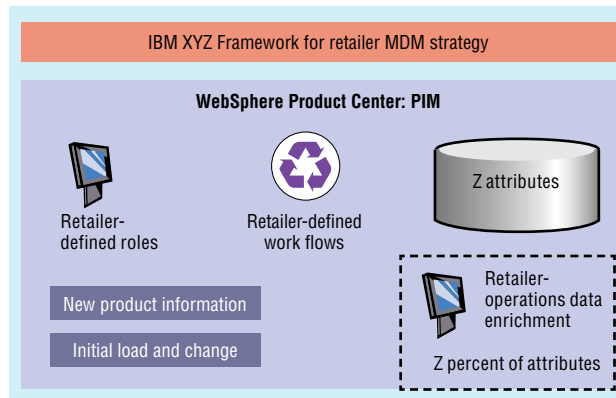 IBM XYZ Framework for retailer MDM strategy
WebSphere Product Center: PIM
Retailer-
defined roles
Retailer-defined
work flows
Z attributes
New product information
Initial load and change
Retailer-
operations data
enrichment
Z percent of attributes